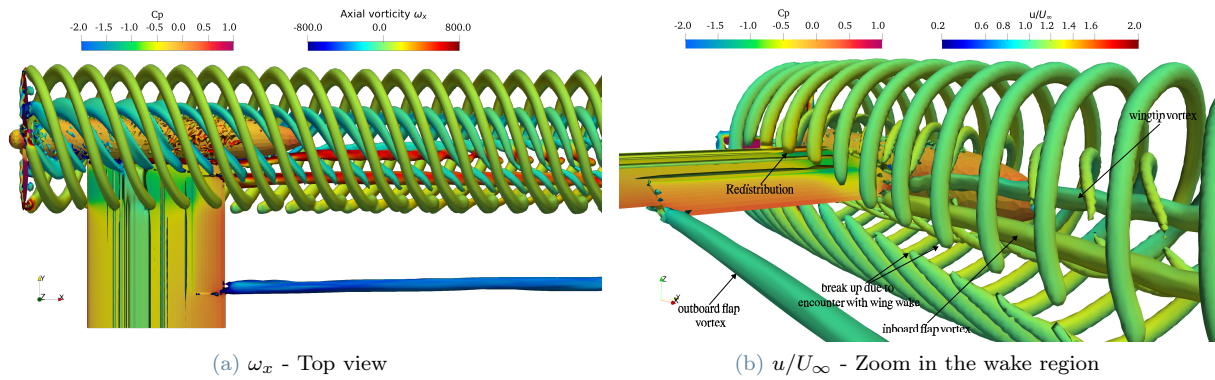 Cp
-2.0 -1.0 -0.5 0.0 0.5 1.0
Axial vorticity ωx
-800.0 0.0 800.0
Y
Z X
(a) ωx - Top view
Cp
-2.0 -1.0 -0.5 0.0 0.5 1.0
u/U∞
0.2 0.6 0.8 1.0 1.2 1.4 1.6 2.0
wingtip vortex
Redistribution
break up due to
encounter with wing wake
outboard flap
vortex
inboard flap vortex
(b) u/U∞ - Zoom in the wake region